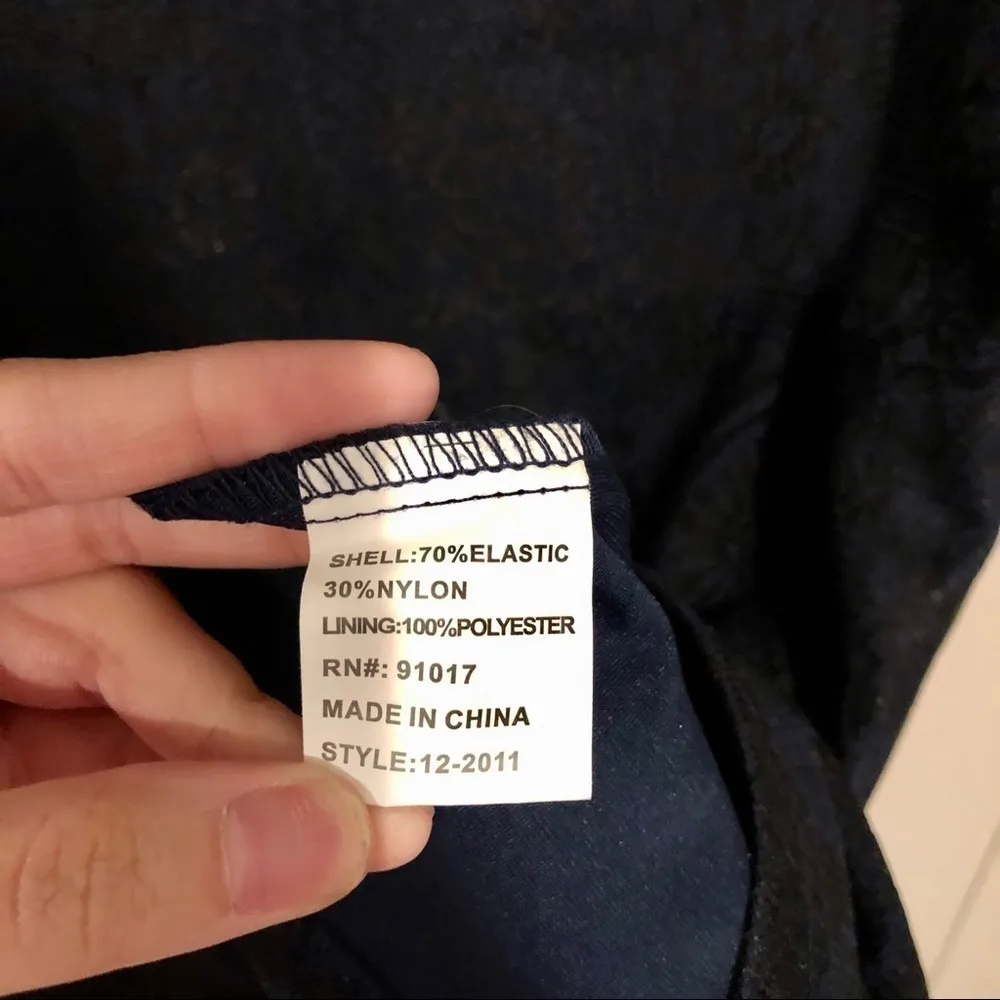 SHELL:70%ELASTIC
30%NYLON
LINING:100%POLYESTER
RN#: 91017
MADE IN CHINA
STYLE:12-2011